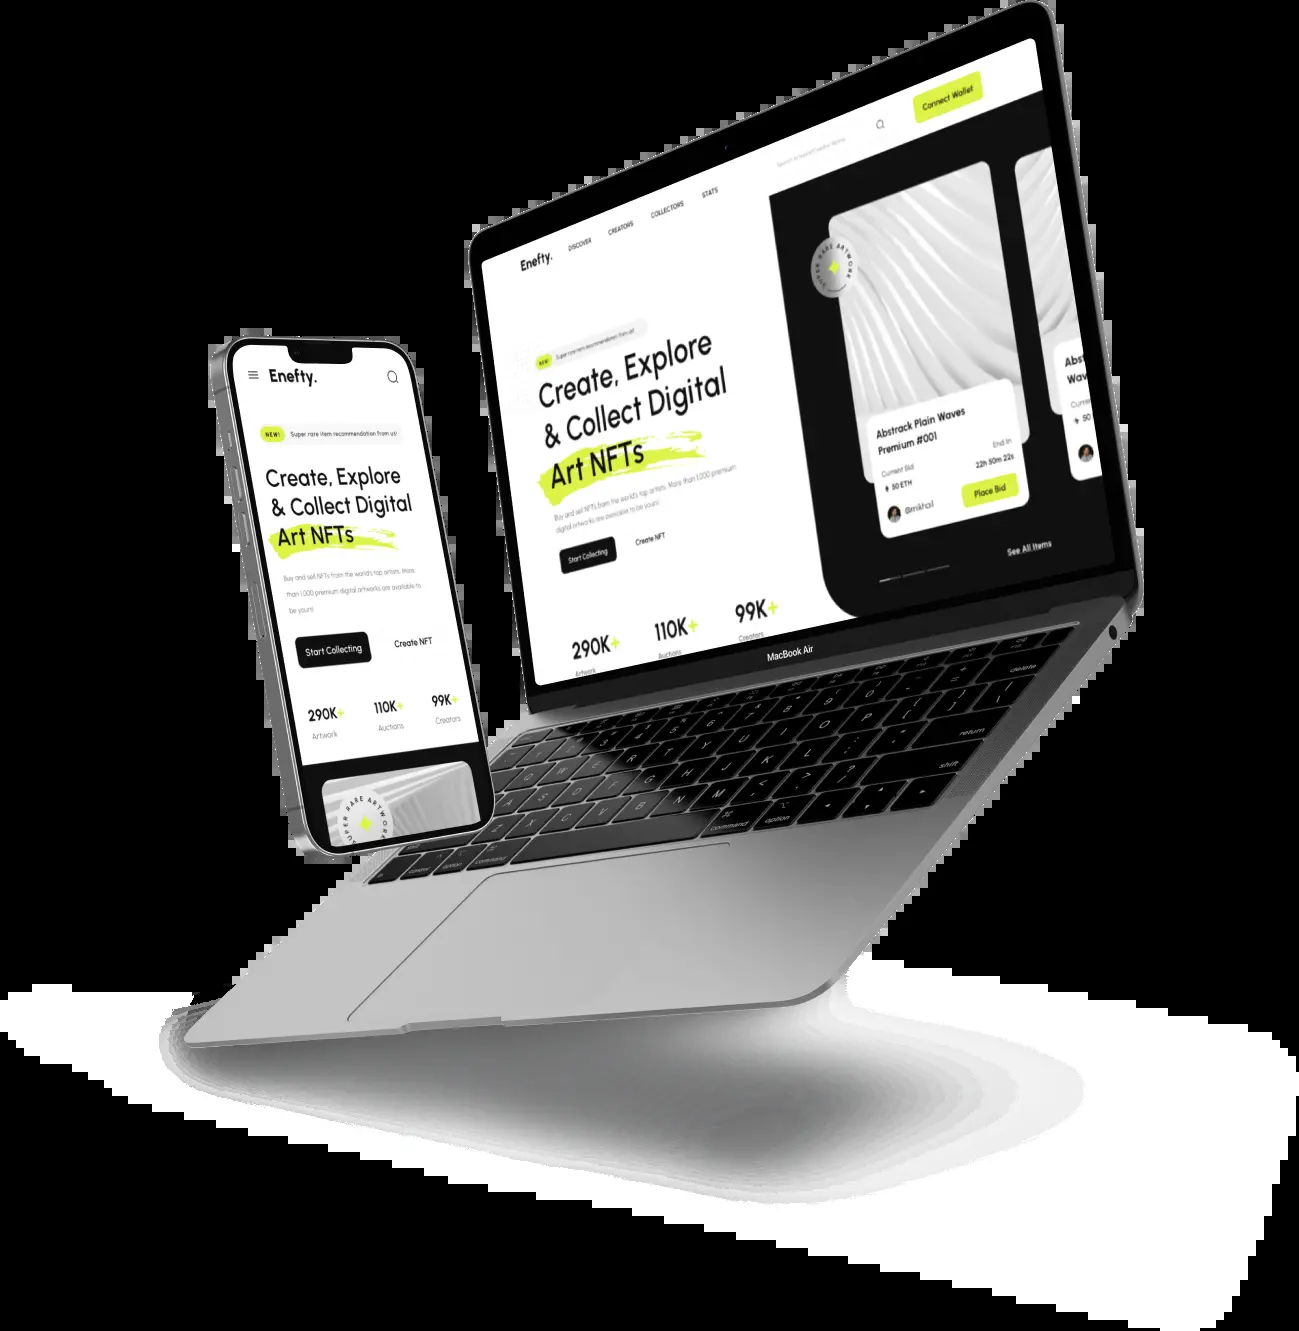 Enefty.
DISCOVER
CREATORS
COLLECTORS
STATS
Connect Wallet
NEW!
Super rare item recommendation from us!
Create, Explore
& Collect Digital
Art NFTs
Buy and sell NFTs from the world's top artists. More than 1,000 premium
digital artworks are available to be yours!
Start Collecting
Create NFT
290K+
Artwork
110K+
Auctions
99K+
Creators
SUPER RARE ARTWORK
Abstrack Plain Waves
Premium #001
Current Bid
50 ETH
End In
22h 50m 22s
@mikhail
Place Bid
See All Items
50
MacBook Air
Enefty.
NEW!
Super rare item recommendation from us!
Create, Explore
& Collect Digital
Art NFTs
Buy and sell NFTs from the world's top artists. More
than 1,000 premium digital artworks are available to
be yours!
Start Collecting
Create NFT
290K+
Artwork
110K+
Auctions
99K+
Creators
SUPER RARE ARTWORK
delete
Q W E R T Y U I O P { } [ ]
return
A S D F G H J K L
shift
Z X C V B N M
command
option
control
option
command